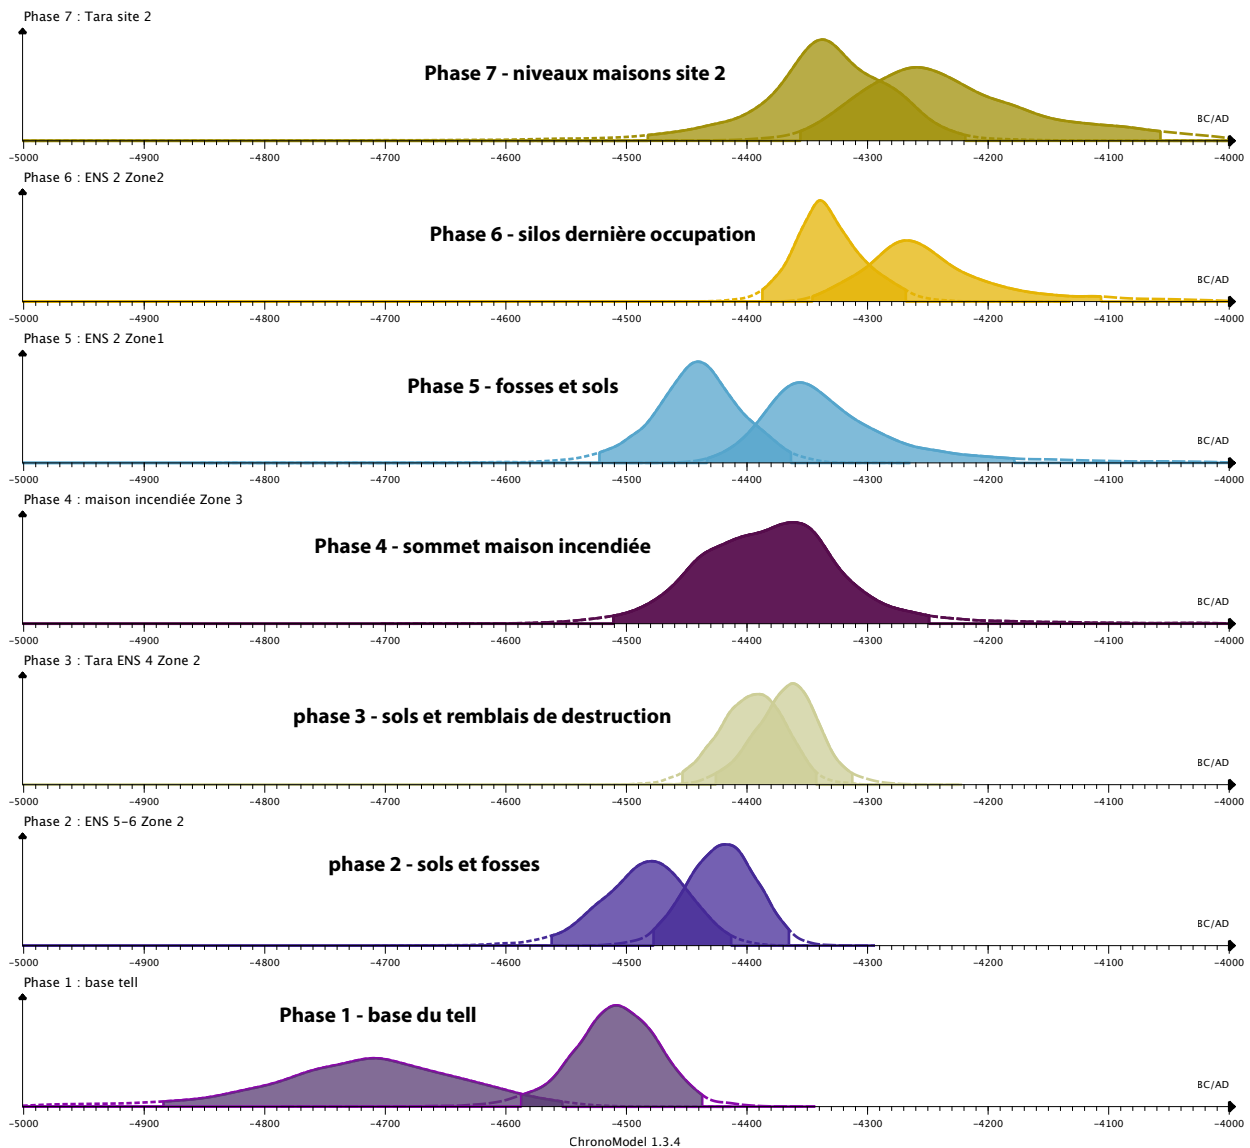 Phase 7 : Tara site 2
Phase 7 - niveaux maisons site 2
BC/AD
-5000 -4900 -4800 -4700 -4600 -4500 -4400 -4300 -4200 -4100 -4000
Phase 6 : ENS 2 Zone2
Phase 6 - silos dernière occupation
BC/AD
-5000 -4900 -4800 -4700 -4600 -4500 -4400 -4300 -4200 -4100 -4000
Phase 5 : ENS 2 Zone1
Phase 5 - fosses et sols
BC/AD
-5000 -4900 -4800 -4700 -4600 -4500 -4400 -4300 -4200 -4100 -4000
Phase 4 : maison incendiée Zone 3
Phase 4 - sommet maison incendiée
BC/AD
-5000 -4900 -4800 -4700 -4600 -4500 -4400 -4300 -4200 -4100 -4000
Phase 3 : Tara ENS 4 Zone 2
phase 3 - sols et remblais de destruction
BC/AD
-5000 -4900 -4800 -4700 -4600 -4500 -4400 -4300 -4200 -4100 -4000
Phase 2 : ENS 5-6 Zone 2
phase 2 - sols et fosses
BC/AD
-5000 -4900 -4800 -4700 -4600 -4500 -4400 -4300 -4200 -4100 -4000
Phase 1 : base tell
Phase 1 - base du tell
BC/AD
-5000 -4900 -4800 -4700 -4600 -4500 -4400 -4300 -4200 -4100 -4000
ChronoModel 1.3.4